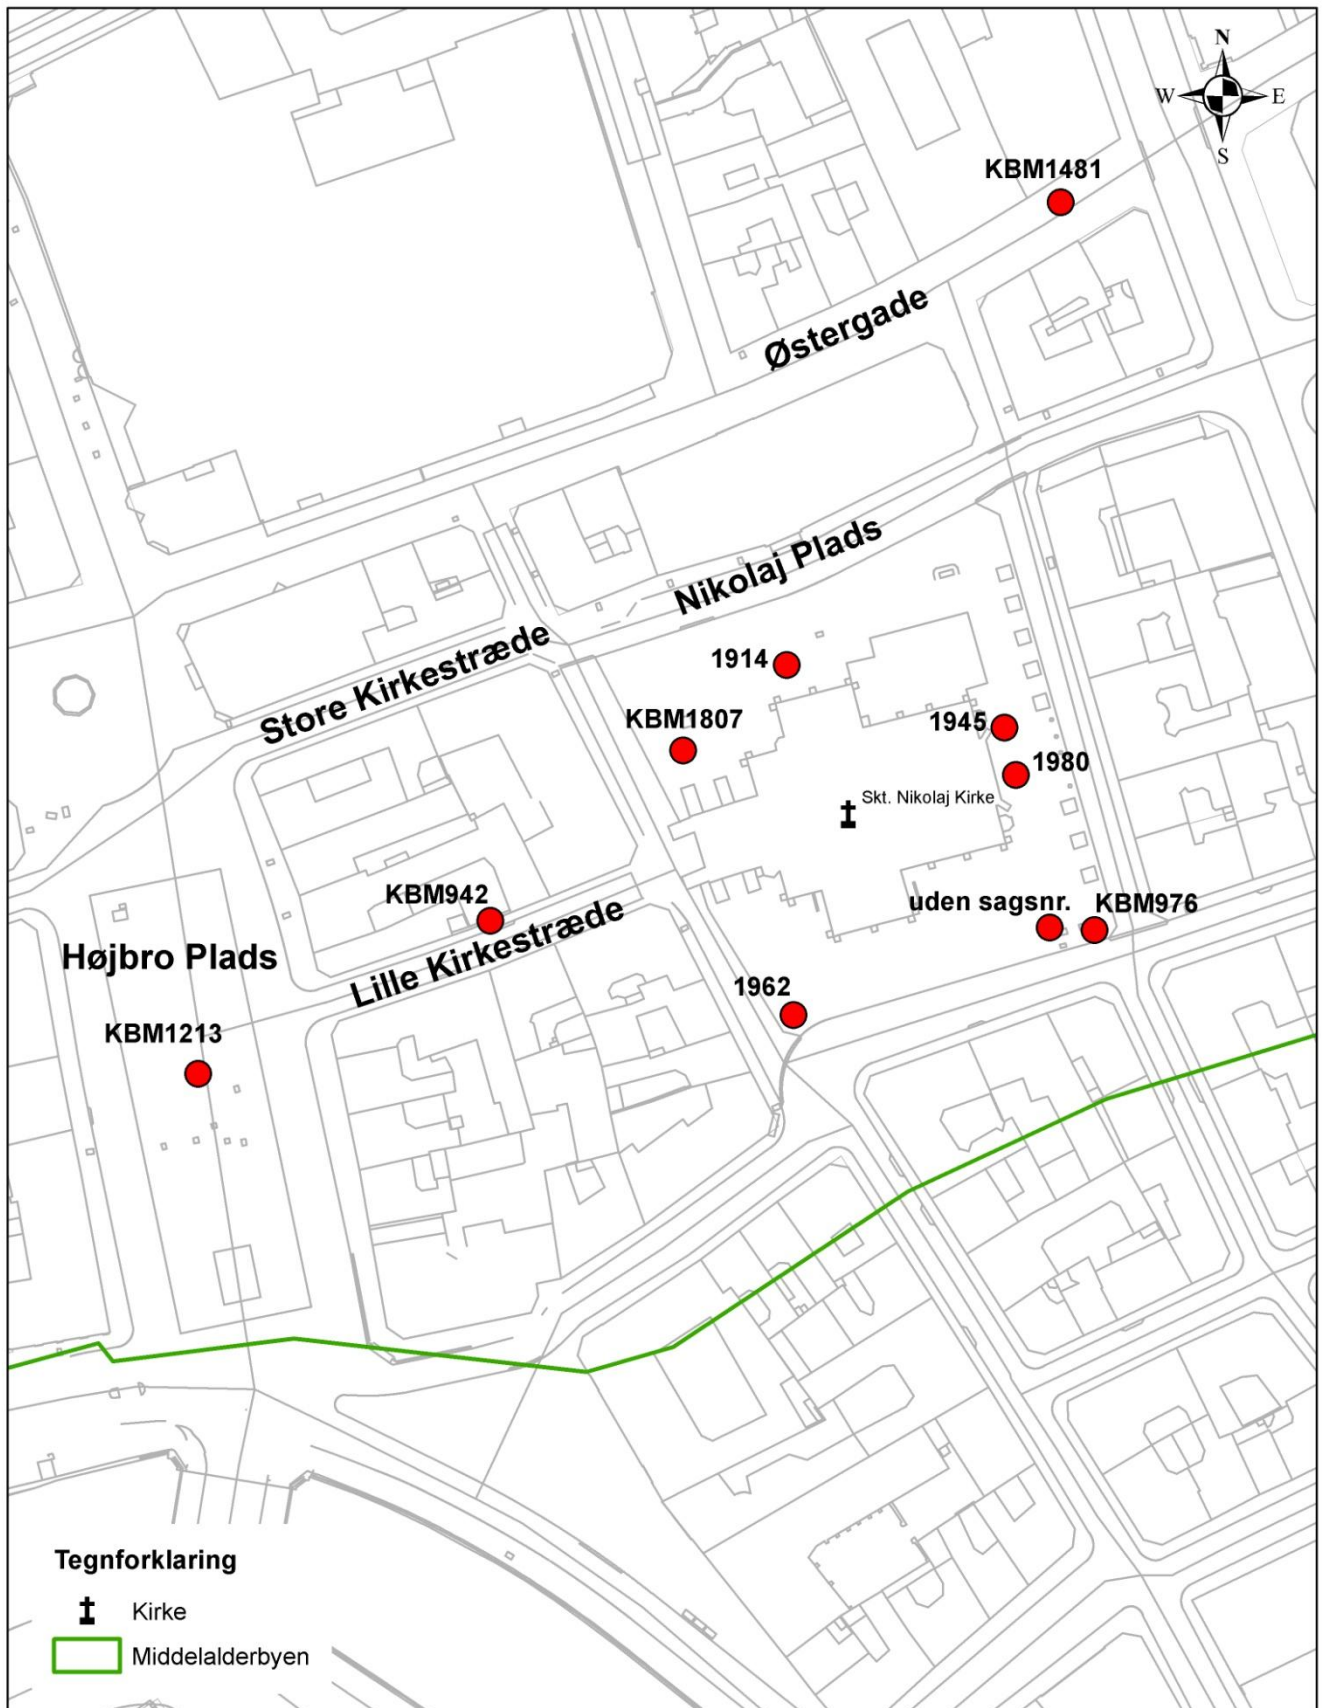 N
W E
S
KBM1481
Østergade
Nikolaj Plads
Store Kirkestræde
1914
KBM1807
1945
1980
Skt. Nikolaj Kirke
KBM942
uden sagsnr.
KBM976
Højbro Plads
Lille Kirkestræde
1962
KBM1213
Tegnforklaring
Kirke
Middelalderbyen